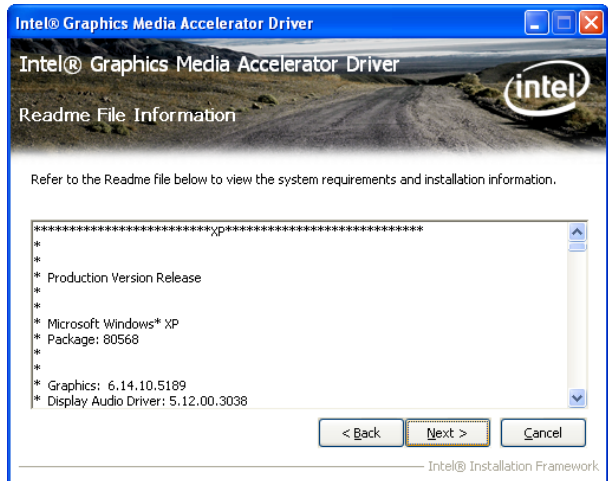 Intel® Graphics Media Accelerator Driver
Intel® Graphics Media Accelerator Driver
intel
Readme File Information
Refer to the Readme file below to view the system requirements and installation information.
**************************XP*****************************
*
*
* Production Version Release
*
*
* Microsoft Windows* XP
* Package: 80568
*
*
* Graphics: 6.14.10.5189
* Display Audio Driver: 5.12.00.3038
< Back Next > Cancel
Intel® Installation Framework